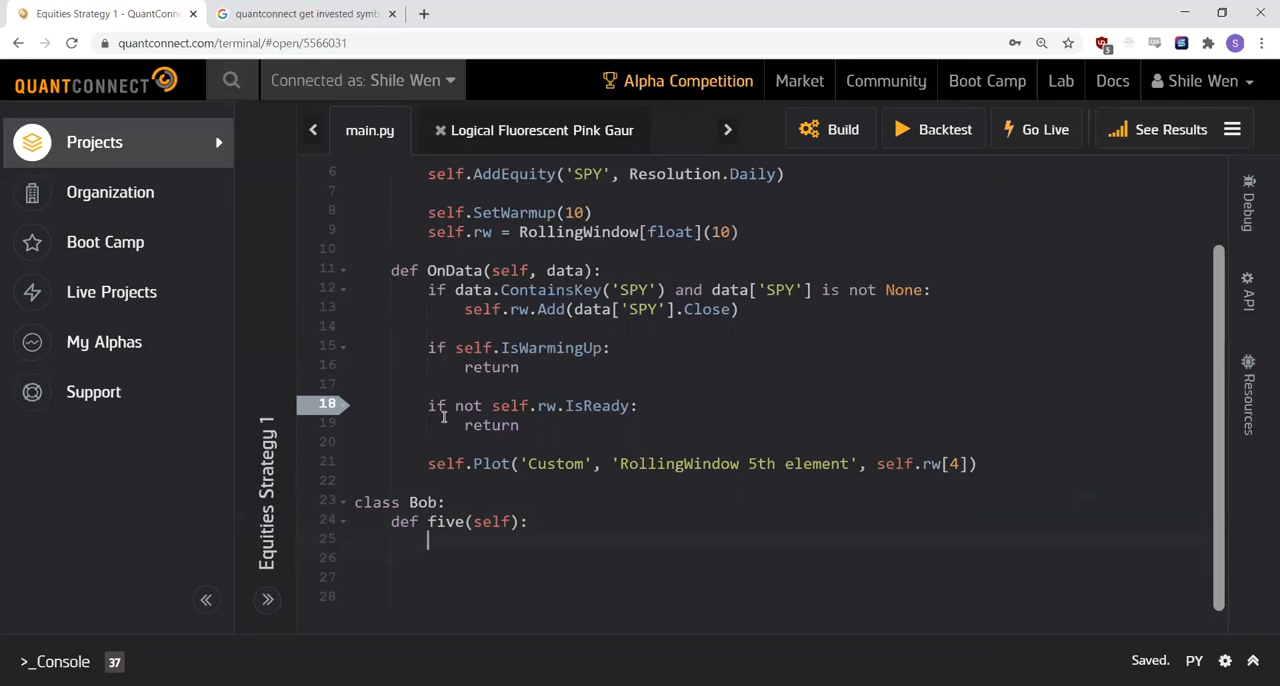 Equities Strategy 1 - QuantConn
quantconnect get invested symb
quantconnect.com/terminal/#open/5566031
5
S
QUANTCONNECT
Connected as: Shile Wen
Alpha Competition
Market
Community
Boot Camp
Lab
Docs
Shile Wen
Projects
Organization
Boot Camp
Live Projects
My Alphas
Support
Equities Strategy 1
main.py
Logical Fluorescent Pink Gaur
Build
Backtest
Go Live
See Results
6 self.AddEquity('SPY', Resolution.Daily)
7
8 self.SetWarmup(10)
9 self.rw = RollingWindow[float](10)
10
11 def OnData(self, data):
12 if data.ContainsKey('SPY') and data['SPY'] is not None:
13 self.rw.Add(data['SPY'].Close)
14
15 if self.IsWarmingUp:
16 return
17
18 if not self.rw.IsReady:
19 return
20
21 self.Plot('Custom', 'RollingWindow 5th element', self.rw[4])
22
23 class Bob:
24 def five(self):
25
26
27
28
Debug
API
Resources
>_Console 37
Saved. PY